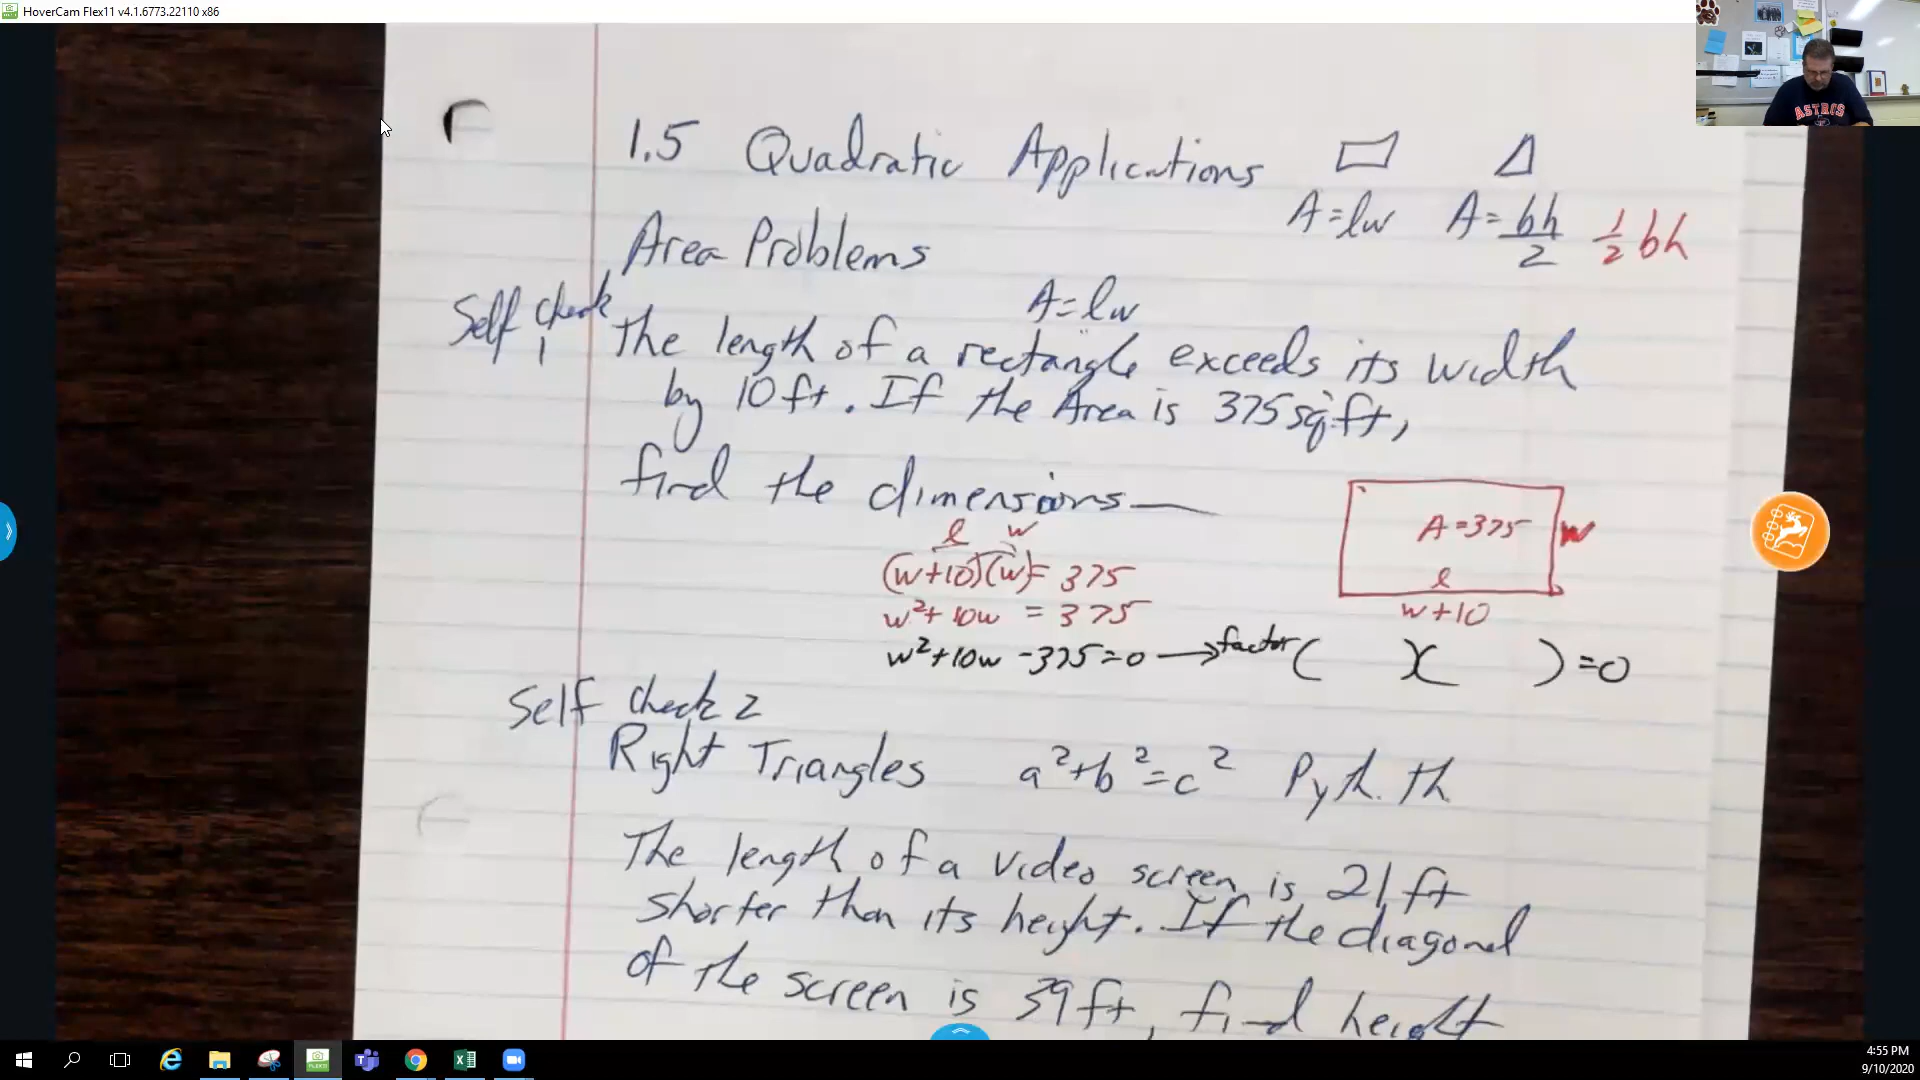 HoverCam Flex11 v4.1.6773.22110 x86
ASTROS
1.5 Quadratic Applications
A=lw A=bh/2 1/2 bh
Area Problems
A=lw
Self Check 1
The length of a rectangle exceeds its width
by 10ft. If the Area is 375 sq.ft,
find the dimensions
l w
(w+10)(w)= 375
w²+10w = 375
w²+10w -375=0 → factor ( )( ) =0
A=375 w
l
w+10
Self Check 2
Right Triangles a²+b²=c² Pyth. th
The length of a video screen is 21ft
shorter than its height. If the diagonal
of the screen is 39ft, find height
FLEX11
4:55 PM
9/10/2020